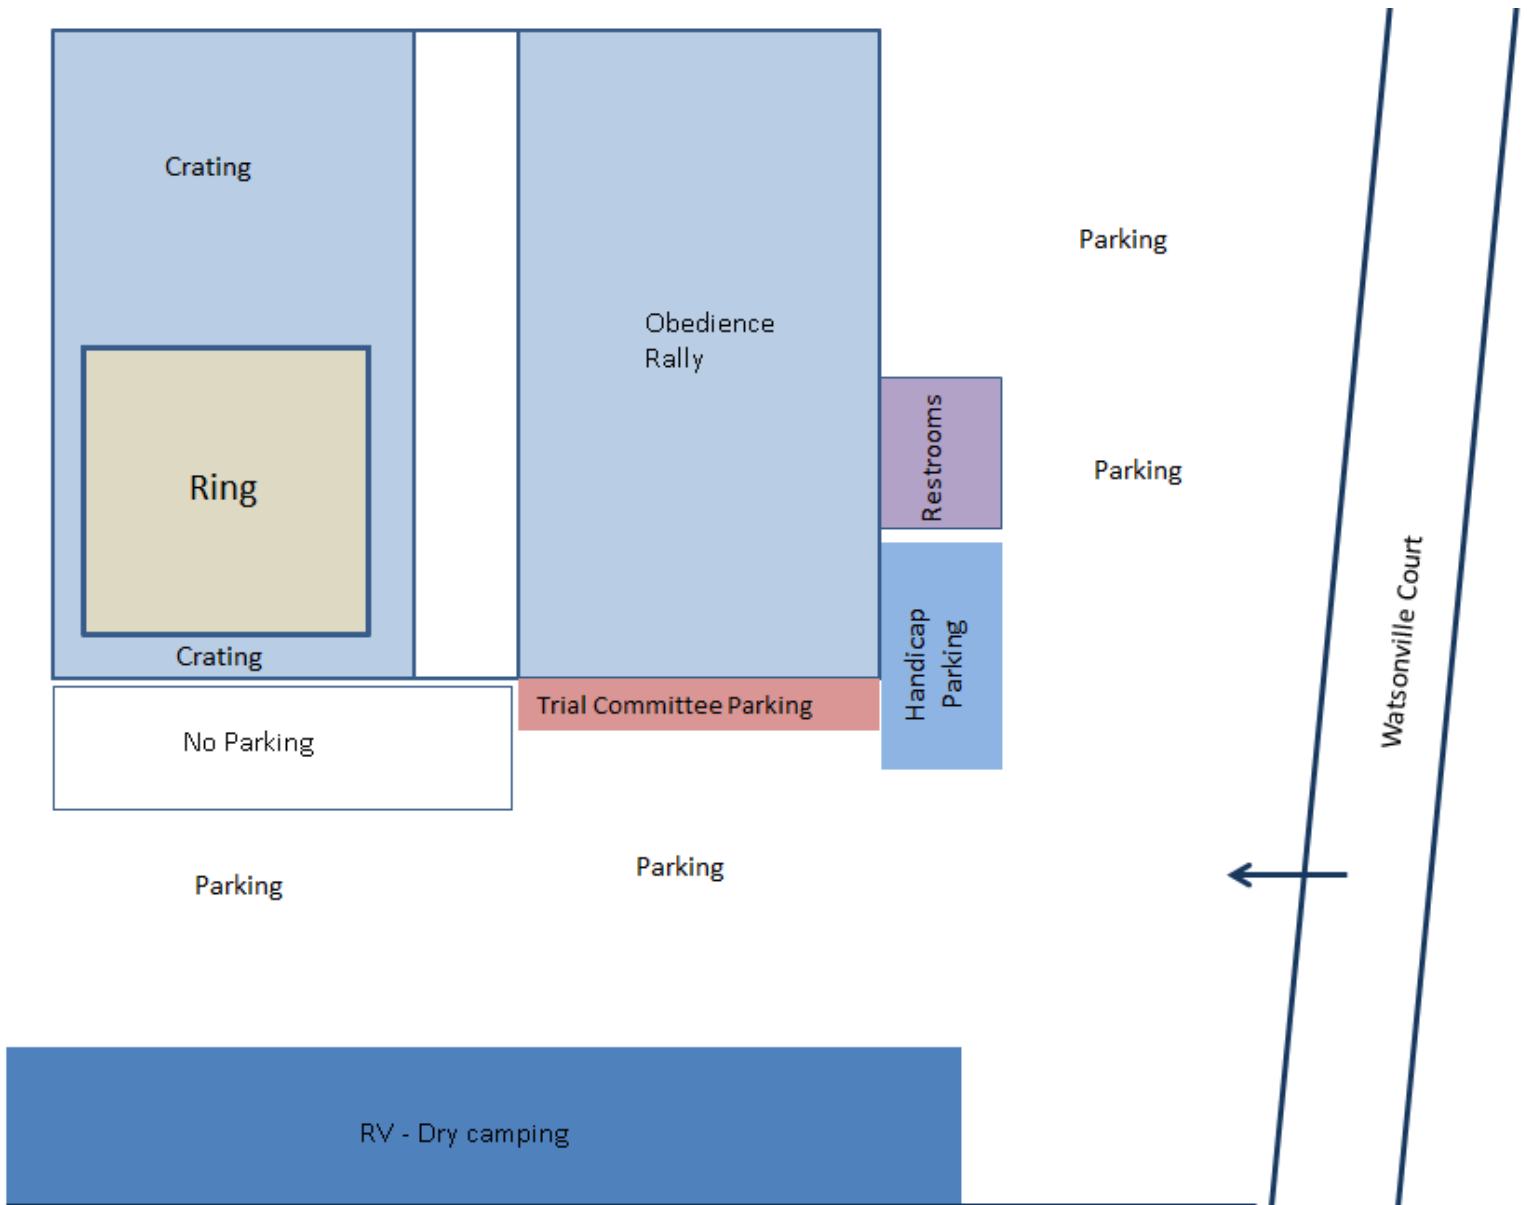 Crating
Parking
Obedience
Rally
Restrooms
Parking
Ring
Watsonville Court
Handicap
Parking
Crating
Trial Committee Parking
No Parking
Parking
Parking
RV - Dry camping